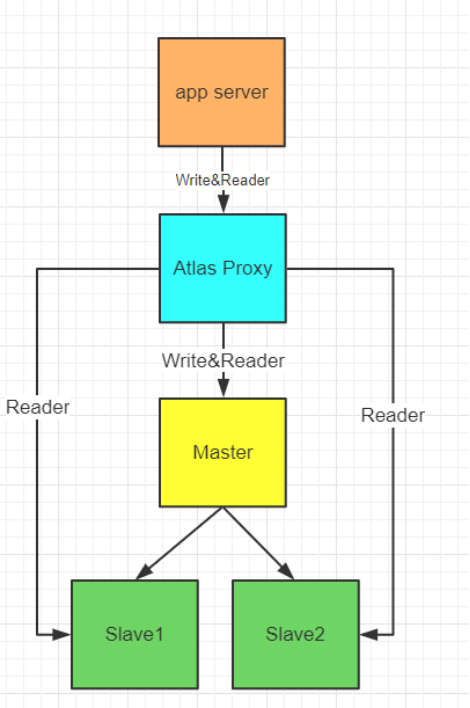 app server
Write&Reader
Atlas Proxy
Write&Reader
Reader
Reader
Master
Slave1
Slave2